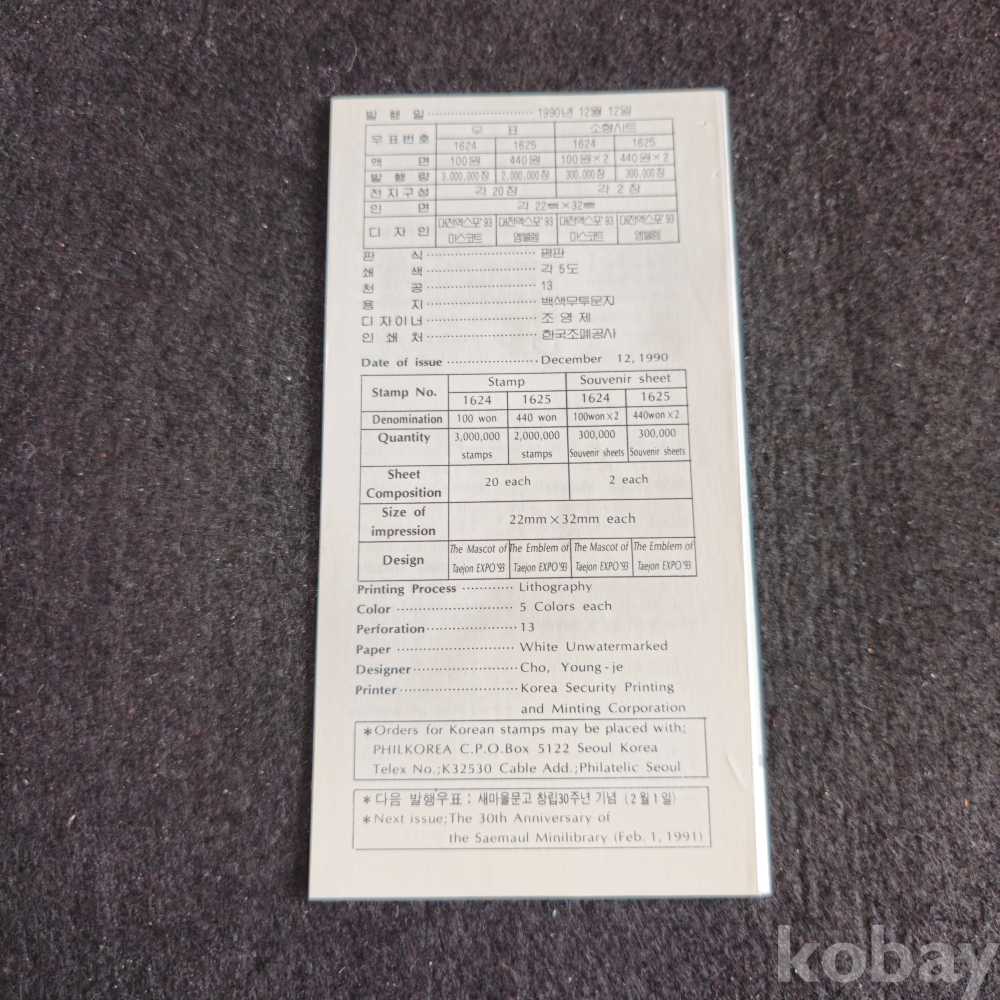 발 행 일 ························ 1990년 12월 12일
우표번호 우 표 소형시트
1624 1625 1624 1625
액 면 100원 440원 100원×2 440원×2
발 행 량 3,000,000장 2,000,000장 300,000장 300,000장
전지구성 각 20장 각 2 장
인 면 각 22mm×32mm
디 자 인 대전엑스포'93 대전엑스포'93 대전엑스포'93 대전엑스포'93
마스코트 엠블렘 마스코트 엠블렘
판 식 ························ 평판
쇄 색 ························ 각 5도
천 공 ························ 13
용 지 ························ 백색무투문지
디 자이너 ························ 조 영 제
인 쇄 처 ························ 한국조폐공사
Date of issue ···················· December 12, 1990
Stamp No. Stamp Souvenir sheet
1624 1625 1624 1625
Denomination 100 won 440 won 100won×2 440won×2
Quantity 3,000,000 2,000,000 300,000 300,000
stamps stamps Souvenir sheets Souvenir sheets
Sheet
Composition 20 each 2 each
Size of
impression 22mm×32mm each
Design The Mascot of The Emblem of The Mascot of The Emblem of
Taejon EXPO'93 Taejon EXPO'93 Taejon EXPO'93 Taejon EXPO'93
Printing Process ············ Lithography
Color ························ 5 Colors each
Perforation ···················· 13
Paper ························ White Unwatermarked
Designer ······················ Cho, Young-je
Printer ························ Korea Security Printing
and Minting Corporation
*Orders for Korean stamps may be placed with;
PHILKOREA C.P.O.Box 5122 Seoul Korea
Telex No.;K32530 Cable Add.;Philatelic Seoul
* 다음 발행우표 : 새마을문고 창립30주년 기념 (2월 1일)
*Next issue;The 30th Anniversary of
the Saemaul Minilibrary (Feb. 1, 1991)
kobay